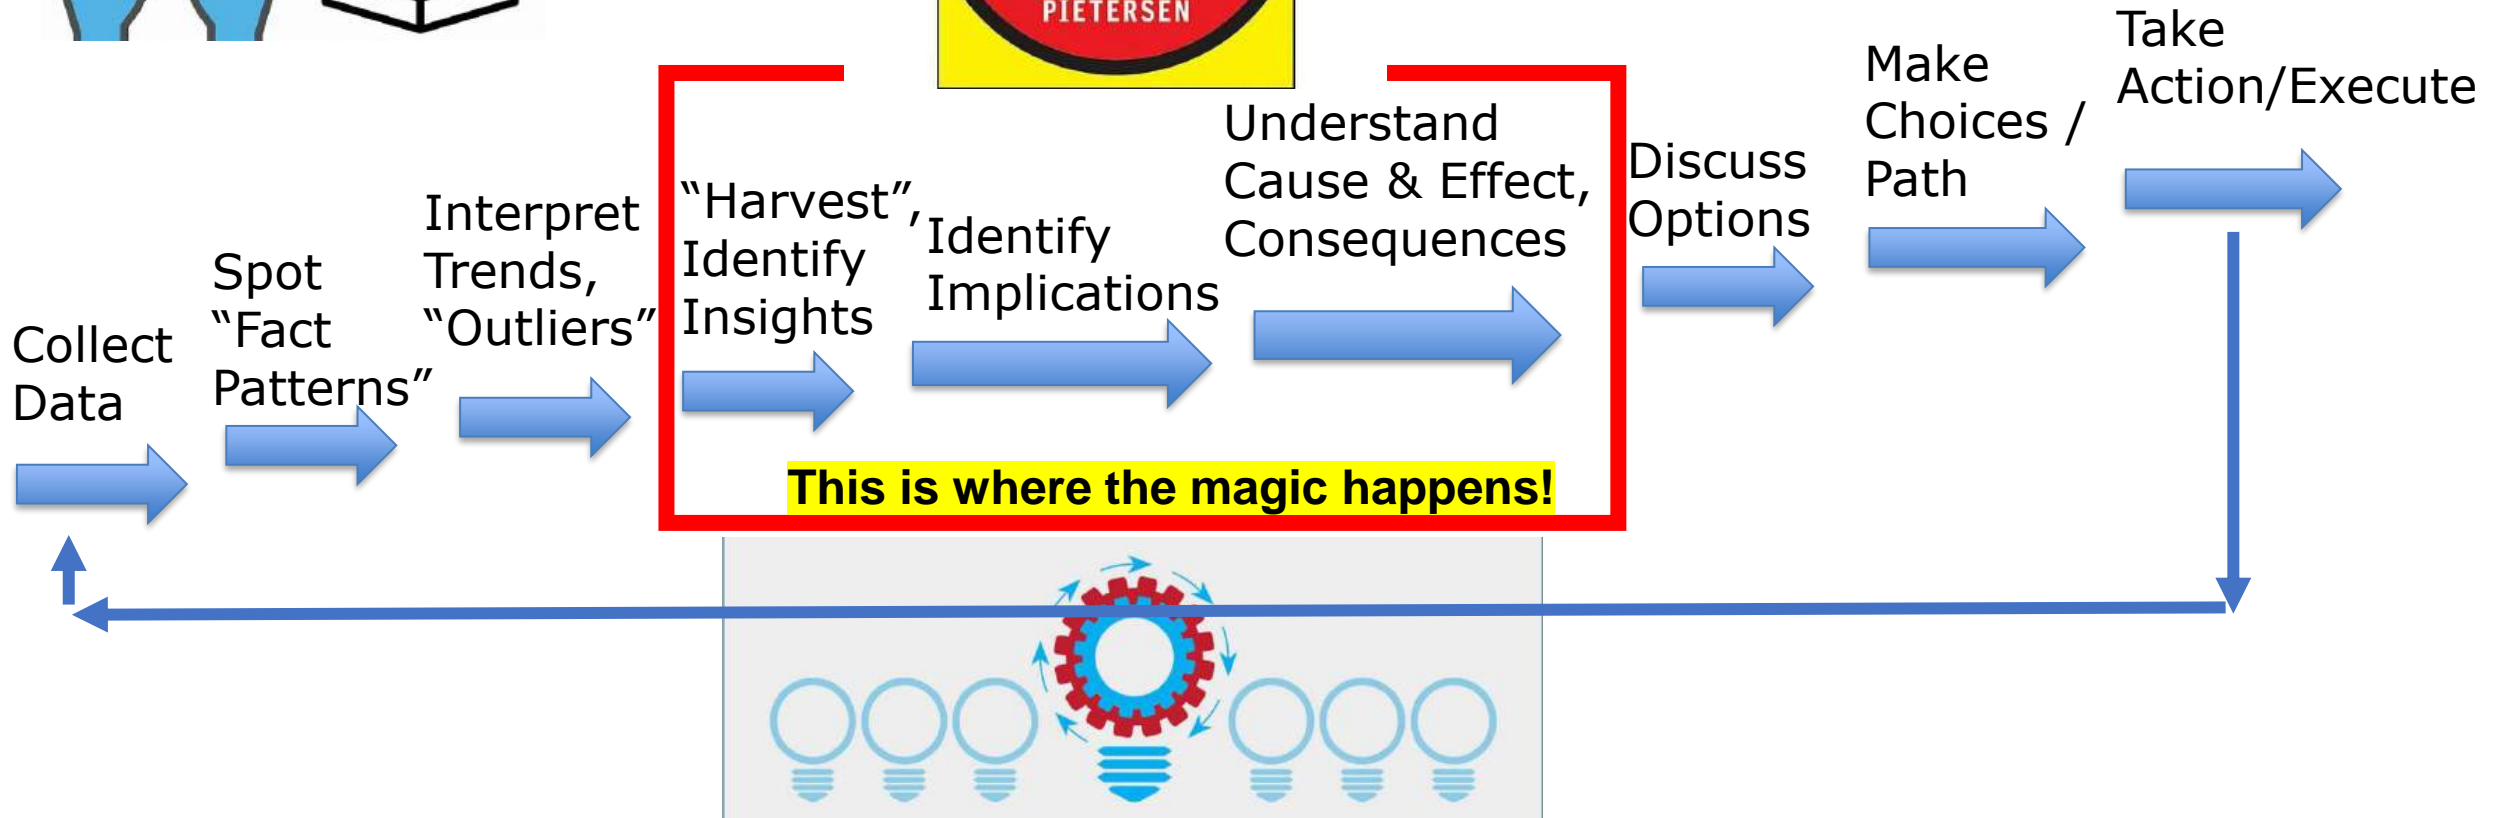 PIETERSEN
Collect
Data
Spot
“Fact
Patterns”
Interpret
Trends,
“Outliers”
“Harvest”,
Identify
Insights
Identify
Implications
Understand
Cause & Effect,
Consequences
Discuss
Options
Make
Choices /
Path
Take
Action/Execute
This is where the magic happens!